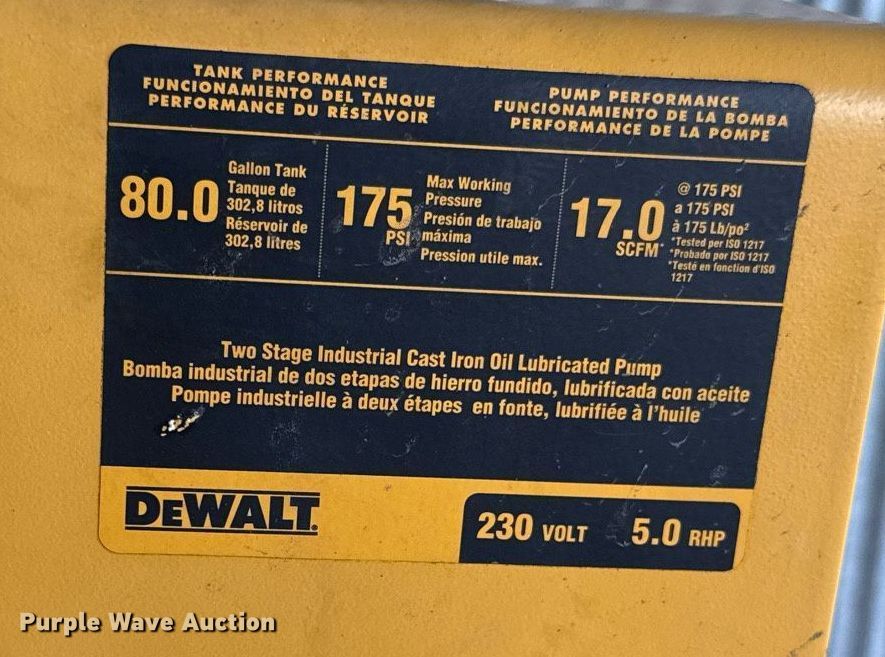 TANK PERFORMANCE
FUNCIONAMIENTO DEL TANQUE
PERFORMANCE DU RÉSERVOIR
PUMP PERFORMANCE
FUNCIONAMIENTO DE LA BOMBA
PERFORMANCE DE LA POMPE
80.0
Gallon Tank
Tanque de
302,8 litros
Réservoir de
302,8 litres
175
PSI
Max Working
Pressure
Presión de trabajo
máxima
Pression utile max.
17.0
SCFM*
@ 175 PSI
a 175 PSI
à 175 Lb/po²
*Tested per ISO 1217
*Probado por ISO 1217
*Testé en fonction d'ISO
1217
Two Stage Industrial Cast Iron Oil Lubricated Pump
Bomba industrial de dos etapas de hierro fundido, lubrificada con aceite
Pompe industrielle à deux étapes en fonte, lubrifiée à l'huile
DEWALT.
230 VOLT 5.0 RHP
Purple Wave Auction